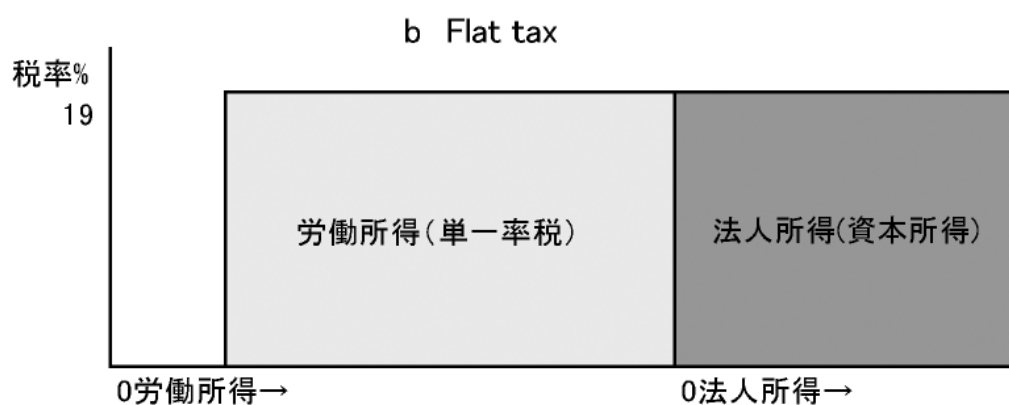 b Flat tax
税率%
19
労働所得(単一率税)
法人所得(資本所得)
0労働所得→
0法人所得→